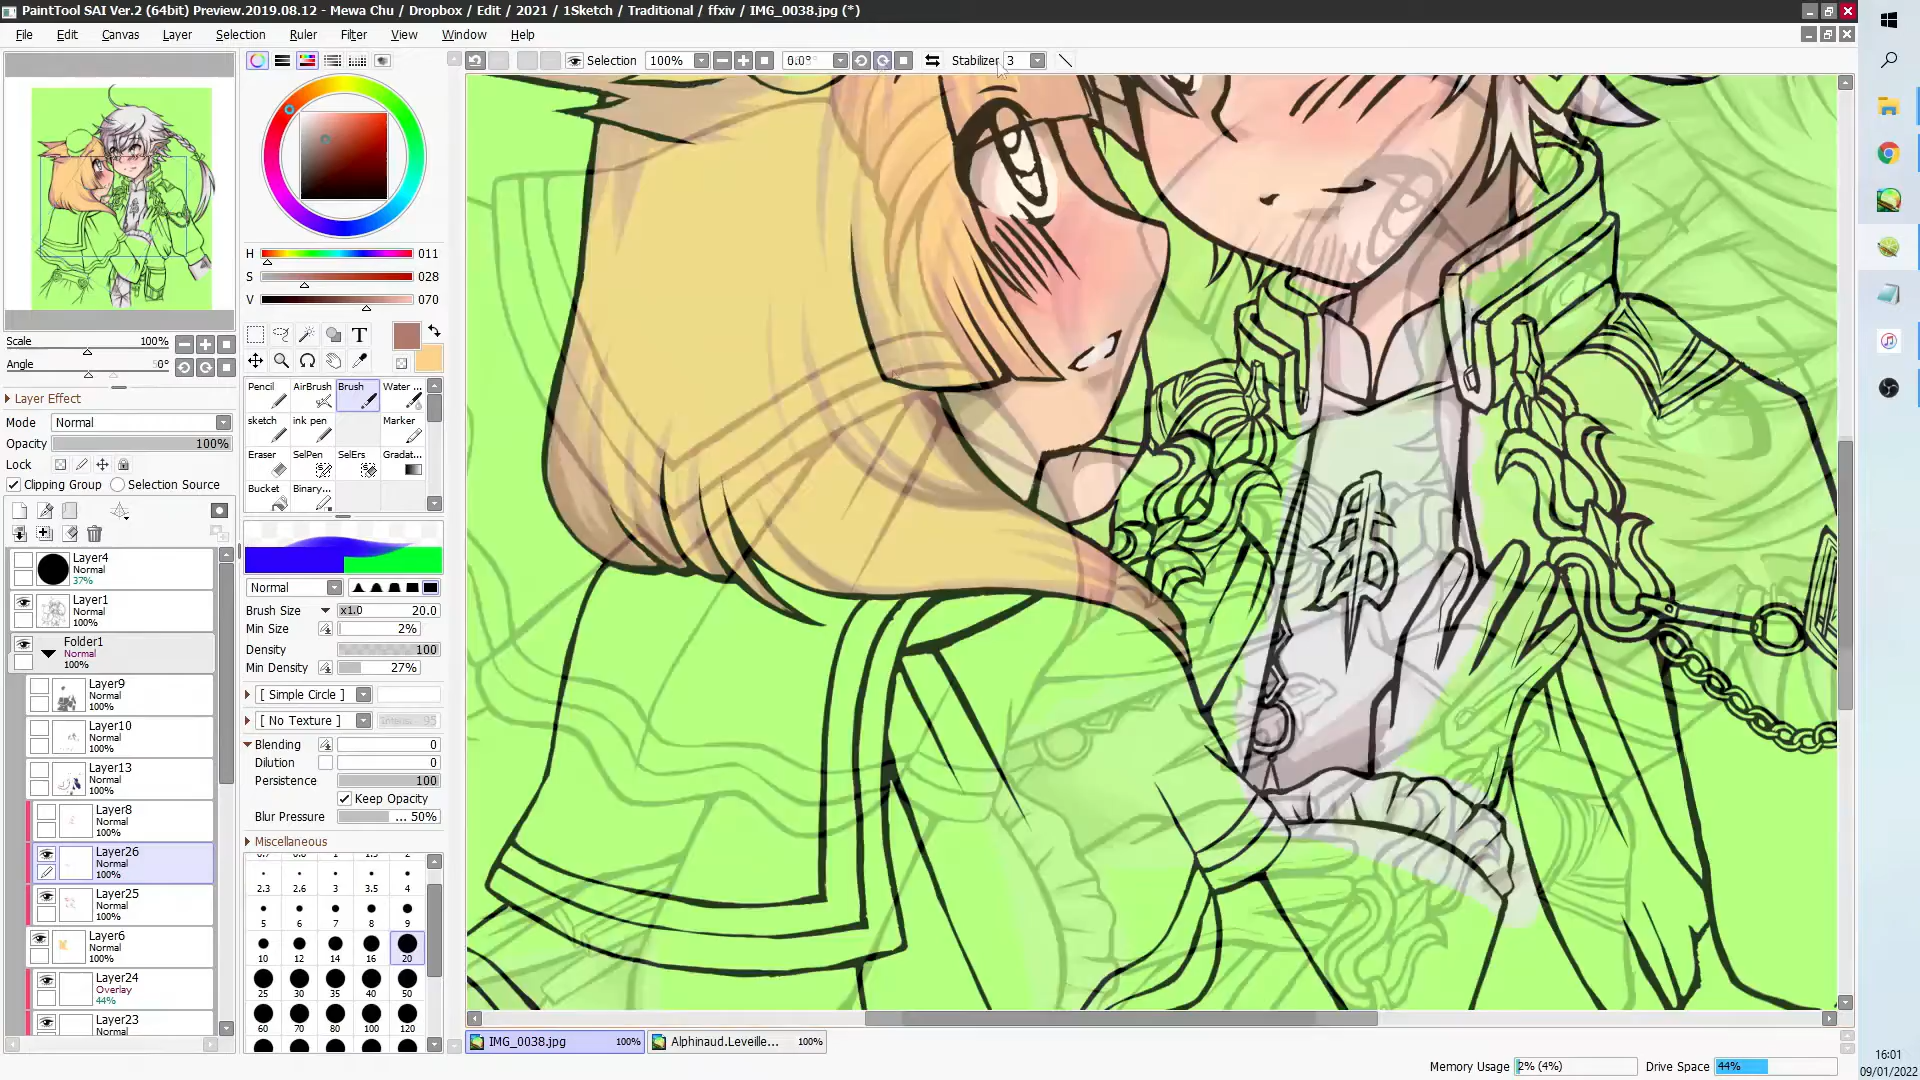 PaintTool SAI Ver.2 (64bit) Preview.2019.08.12 - Mewa Chu / Dropbox / Edit / 2021 / 1Sketch / Traditional / ffxiv / IMG_0038.jpg (*)
File Edit Canvas Layer Selection Ruler Filter View Window Help
Selection 100% 0.0° Stabilizer 3
H 011
S 028
V 070
Scale 100%
Angle 0°
Layer Effect
Mode Normal
Opacity 100%
Lock
Clipping Group Selection Source
Layer4
Normal
37%
Layer1
Normal
100%
Folder1
Normal
100%
Layer9
Normal
100%
Layer10
Normal
100%
Layer13
Normal
100%
Layer8
Normal
100%
Layer26
Normal
100%
Layer25
Normal
100%
Layer6
Normal
100%
Layer24
Overlay
44%
Layer23
Normal
T
Pencil AirBrush Brush Water ...
sketch ink pen Marker
Eraser SelPen SelErs Gradat...
Bucket Binary...
Normal
Brush Size x1.0 20.0
Min Size 2%
Density 100
Min Density 27%
[ Simple Circle ]
[ No Texture ] 95
Blending 0
Dilution 0
Persistence 100
Keep Opacity
Blur Pressure ... 50%
Miscellaneous
2.3 2.6 3 3.5 4
5 6 7 8 9
10 12 14 16 20
25 30 35 40 50
60 70 80 100 120
IMG_0038.jpg 100% Alphinaud.Leveille... 100%
Memory Usage 2% (4%) Drive Space 44%
16:01
09/01/2022